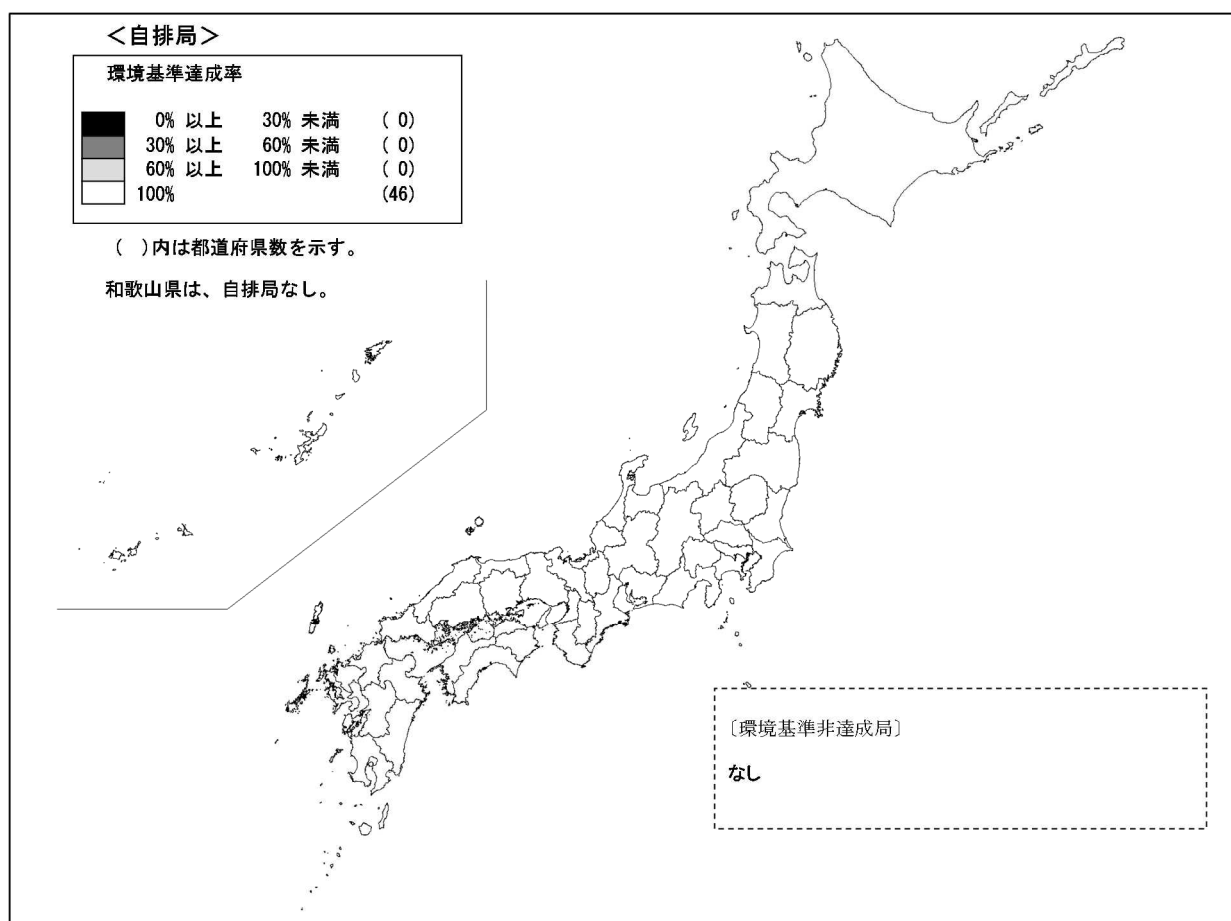 ＜自排局＞
環境基準達成率
0% 以上 30% 未満 ( 0)
30% 以上 60% 未満 ( 0)
60% 以上 100% 未満 ( 0)
100% (46)
( )内は都道府県数を示す。
和歌山県は、自排局なし。
〔環境基準非達成局〕
なし